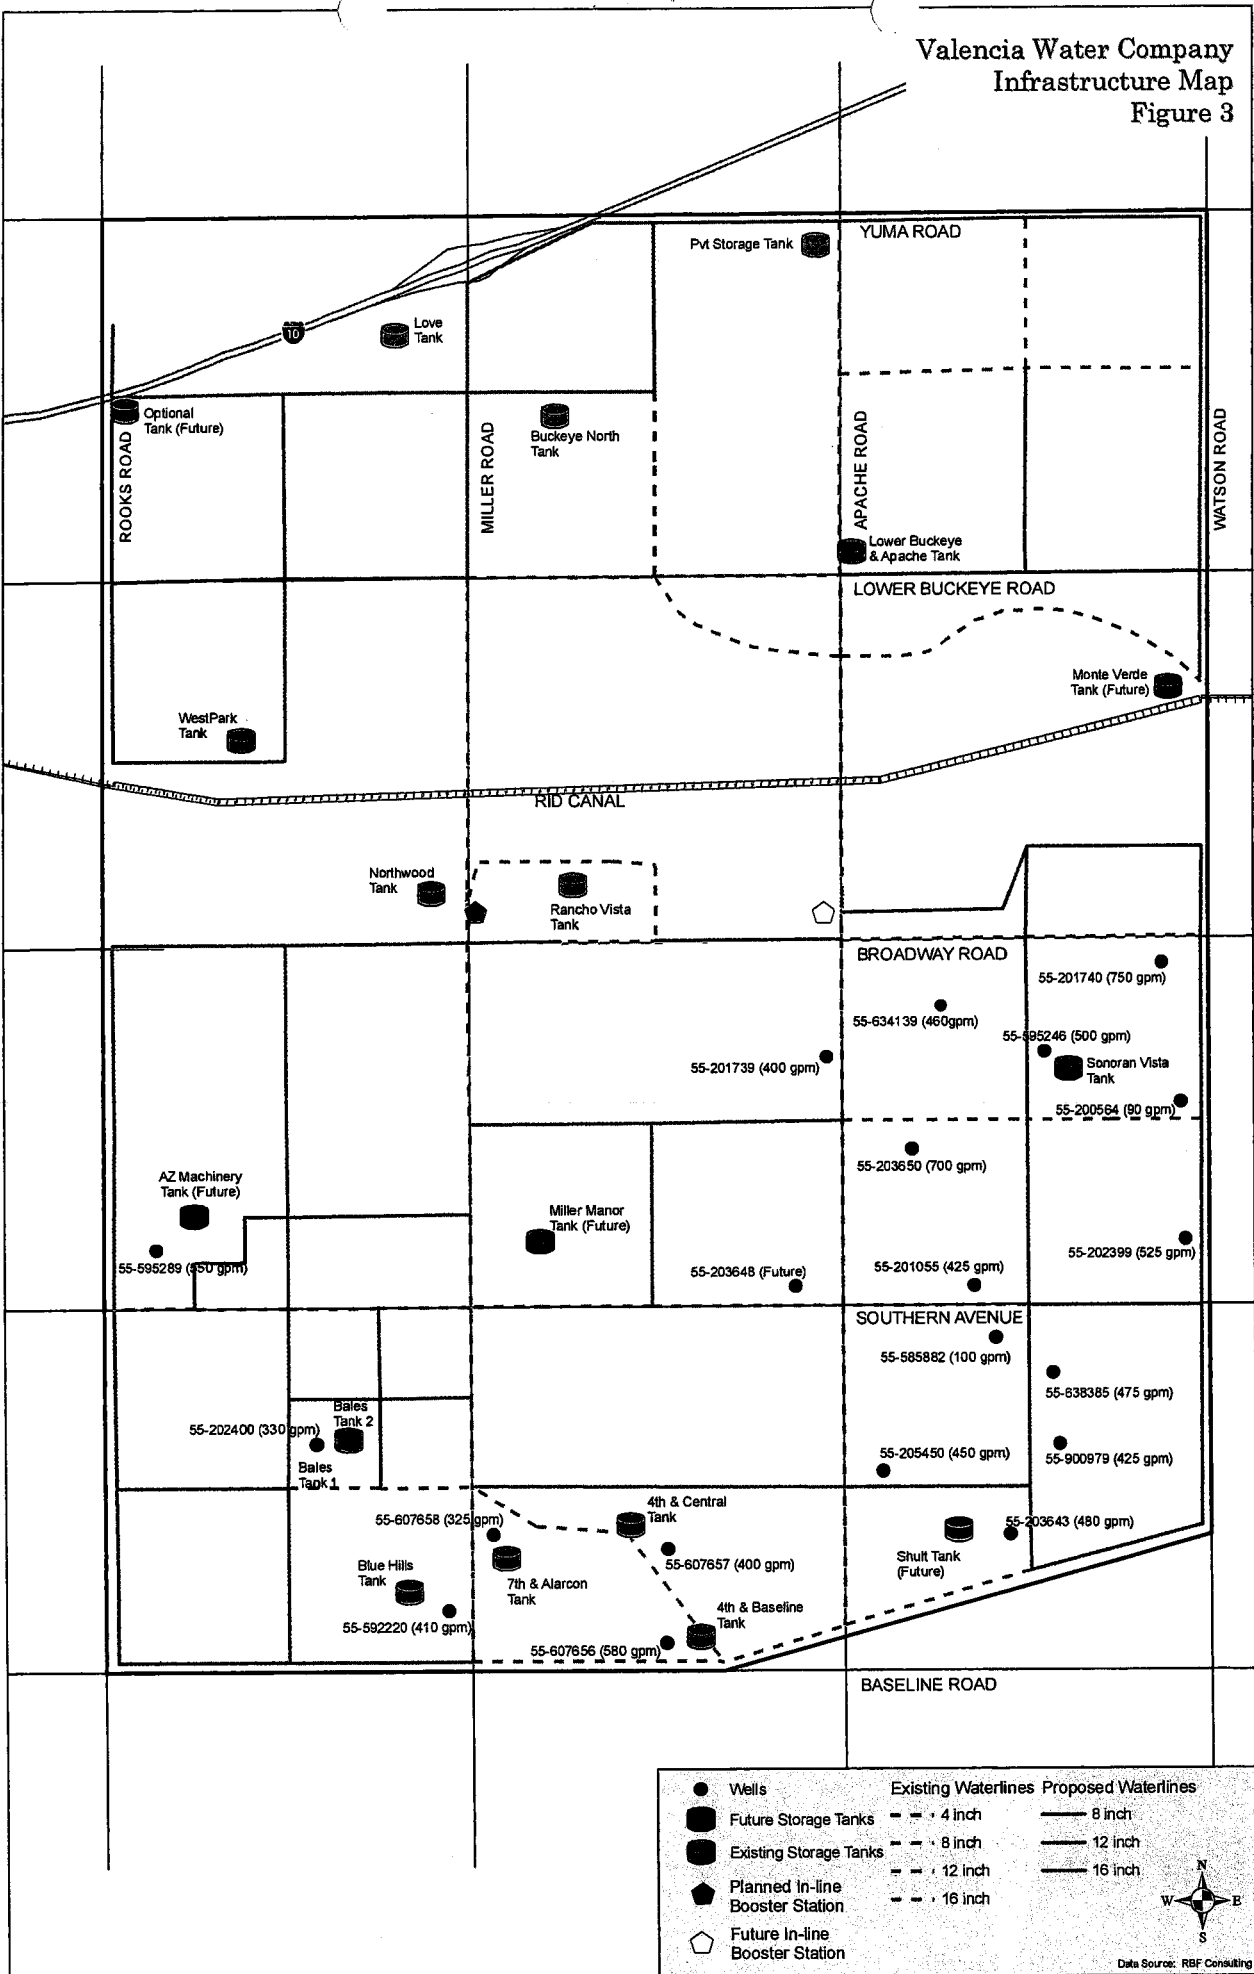 Valencia Water Company
Infrastructure Map
Figure 3
YUMA ROAD
Pvt Storage Tank
10
Love
Tank
Optional
Tank (Future)
Buckeye North
Tank
ROOKS ROAD
MILLER ROAD
APACHE ROAD
WATSON ROAD
Lower Buckeye
& Apache Tank
LOWER BUCKEYE ROAD
Monte Verde
Tank (Future)
WestPark
Tank
RID CANAL
Northwood
Tank
Rancho Vista
Tank
BROADWAY ROAD
55-201740 (750 gpm)
55-634139 (460gpm)
55-595246 (500 gpm)
55-201739 (400 gpm)
Sonoran Vista
Tank
55-200564 (90 gpm)
55-203650 (700 gpm)
AZ Machinery
Tank (Future)
Miller Manor
Tank (Future)
55-202399 (525 gpm)
55-595289 (550 gpm)
55-203648 (Future)
55-201055 (425 gpm)
SOUTHERN AVENUE
55-585882 (100 gpm)
55-638385 (475 gpm)
Bales
Tank 2
55-202400 (330 gpm)
55-205450 (450 gpm)
55-900979 (425 gpm)
Bales
Tank 1
4th & Central
Tank
55-607658 (325 gpm)
55-203643 (480 gpm)
Shult Tank
(Future)
55-607657 (400 gpm)
Blue Hills
Tank
7th & Alarcon
Tank
4th & Baseline
Tank
55-592220 (410 gpm)
55-607656 (580 gpm)
BASELINE ROAD
Wells
Future Storage Tanks
Existing Storage Tanks
Planned In-line
Booster Station
Future In-line
Booster Station
Existing Waterlines
4 inch
8 inch
12 inch
16 inch
Proposed Waterlines
8 inch
12 inch
16 inch
N
W E
S
Data Source: RBF Consulting